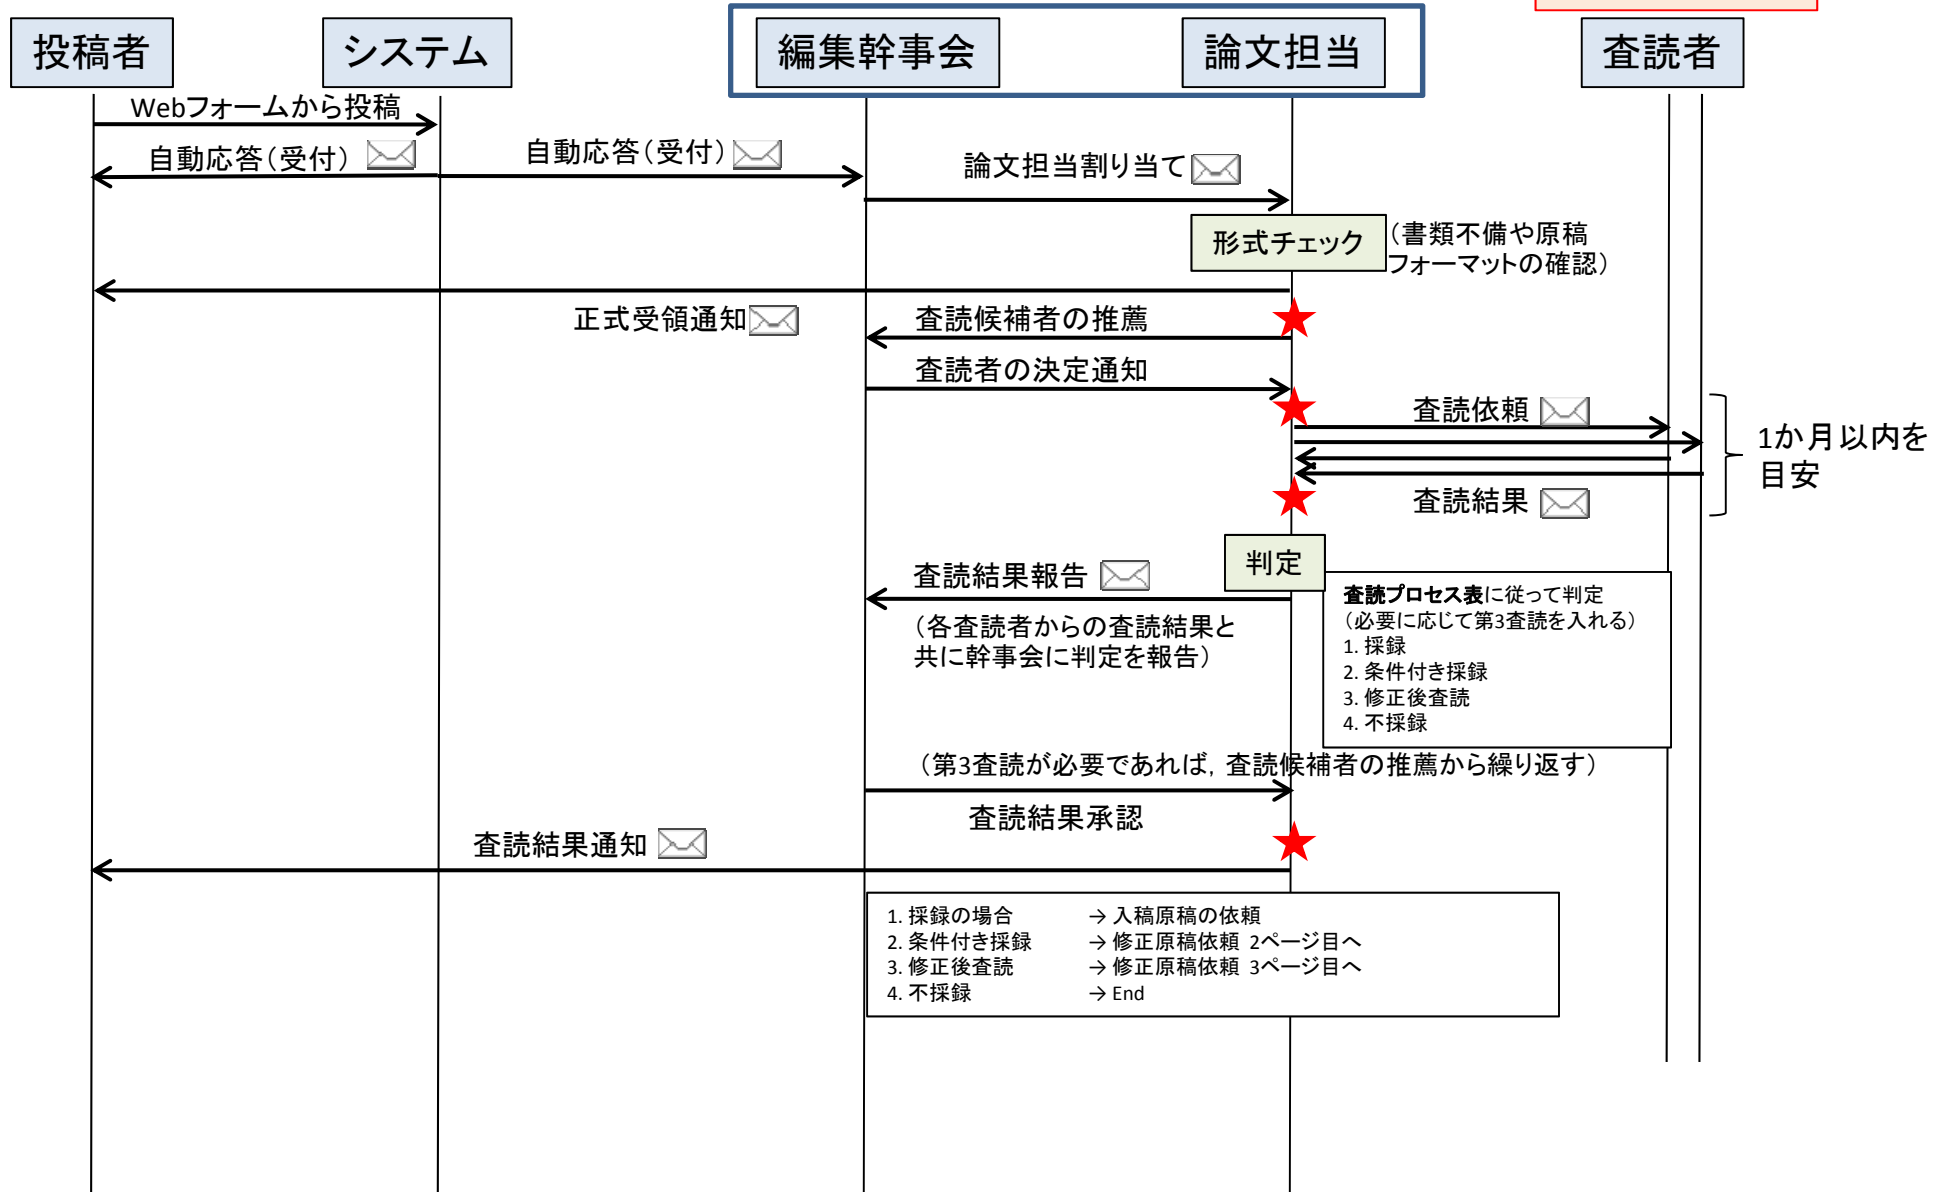 投稿者
システム
編集幹事会
論文担当
査読者
Webフォームから投稿
自動応答（受付）
自動応答（受付）
論文担当割り当て
形式チェック
（書類不備や原稿
フォーマットの確認）
正式受領通知
査読候補者の推薦
査読者の決定通知
査読依頼
1か月以内を
目安
査読結果
判定
査読結果報告
（各査読者からの査読結果と
共に幹事会に判定を報告）
査読プロセス表に従って判定
（必要に応じて第3査読を入れる）
1. 採録
2. 条件付き採録
3. 修正後査読
4. 不採録
（第3査読が必要であれば，査読候補者の推薦から繰り返す）
査読結果承認
査読結果通知
1. 採録の場合 → 入稿原稿の依頼
2. 条件付き採録 → 修正原稿依頼 2ページ目へ
3. 修正後査読 → 修正原稿依頼 3ページ目へ
4. 不採録 → End